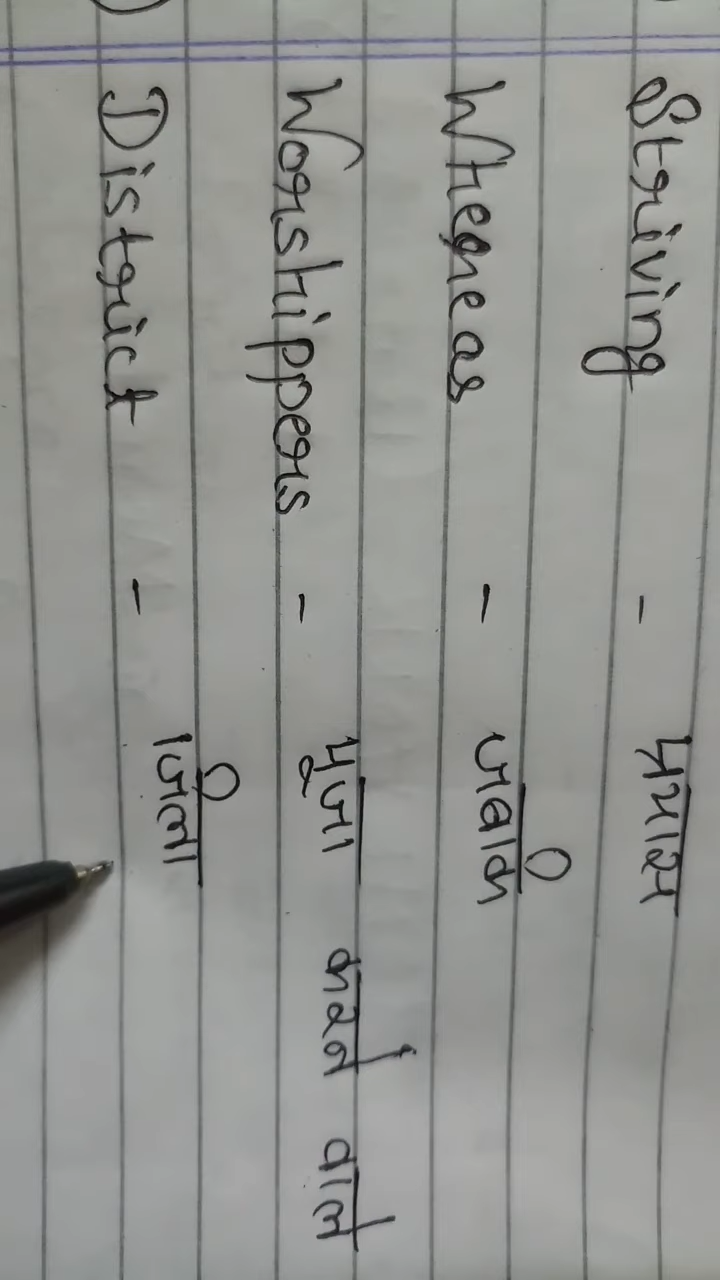 Striving - प्रयास
Whereas - जबकि
Worshippers - पुजा करने वाले
District - जिला